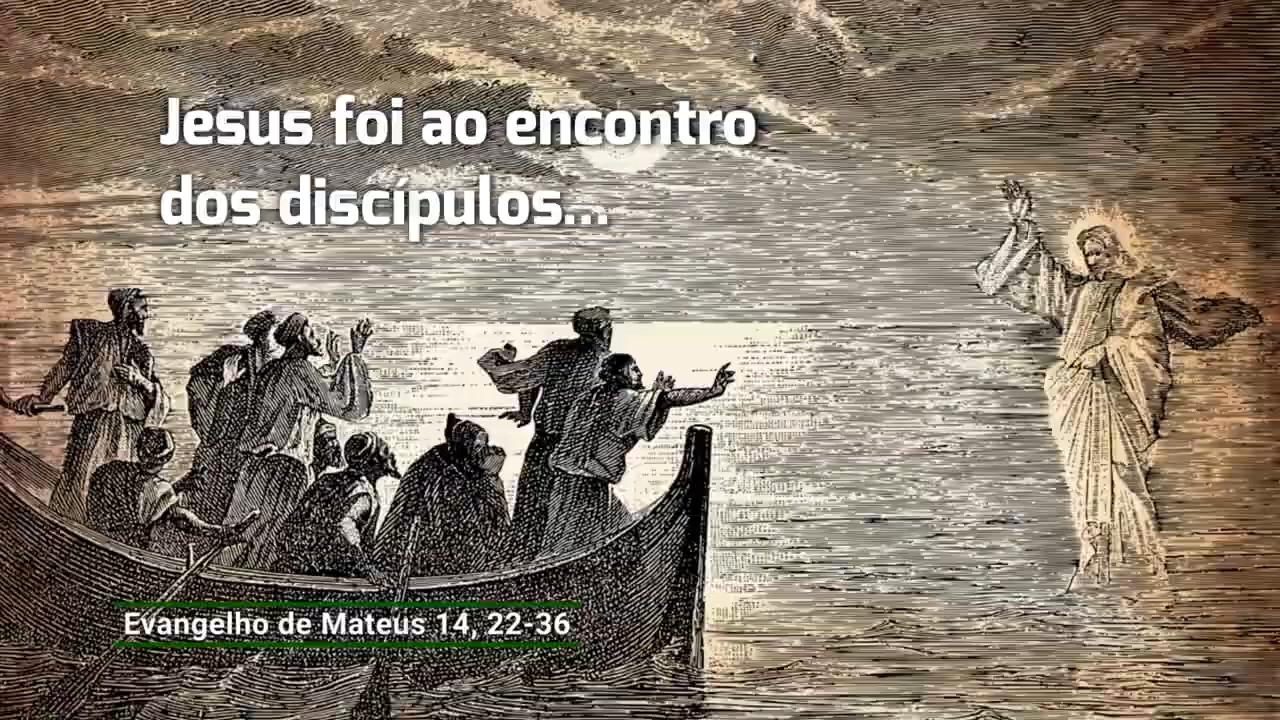 Jesus foi ao encontro
dos discípulos...
Evangelho de Mateus 14, 22-36